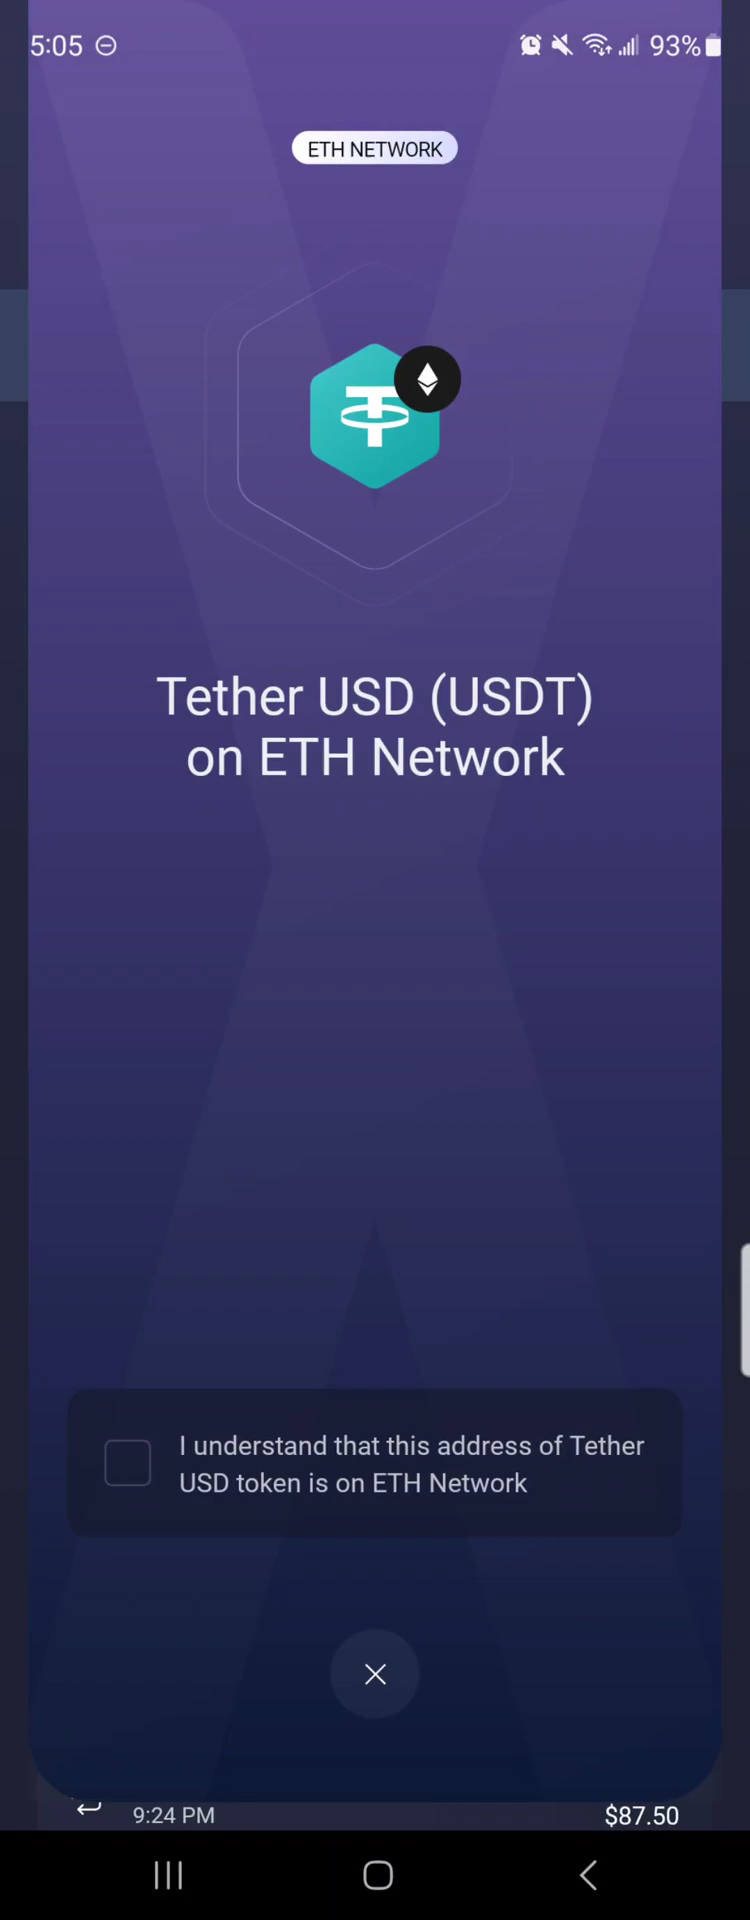 5:05
93%
ETH NETWORK
Tether USD (USDT)
on ETH Network
I understand that this address of Tether
USD token is on ETH Network
9:24 PM
$87.50